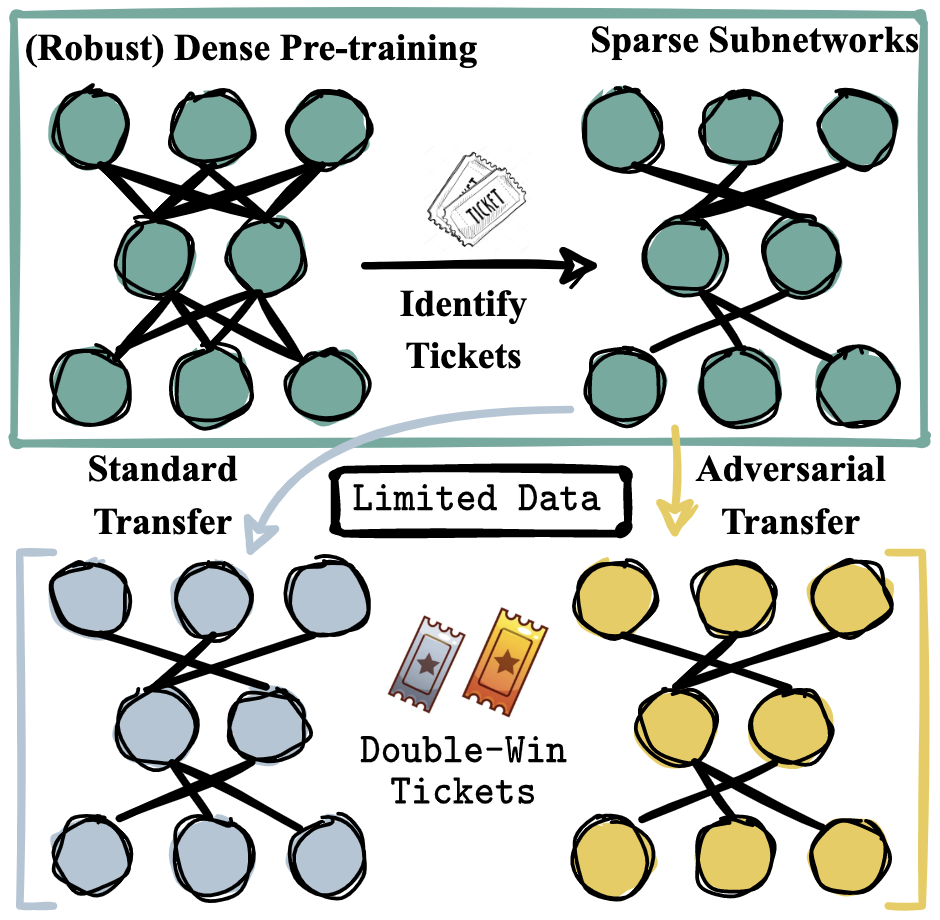 (Robust) Dense Pre-training
Sparse Subnetworks
TICKET
Identify
Tickets
Standard
Transfer
Limited Data
Adversarial
Transfer
Double-Win
Tickets